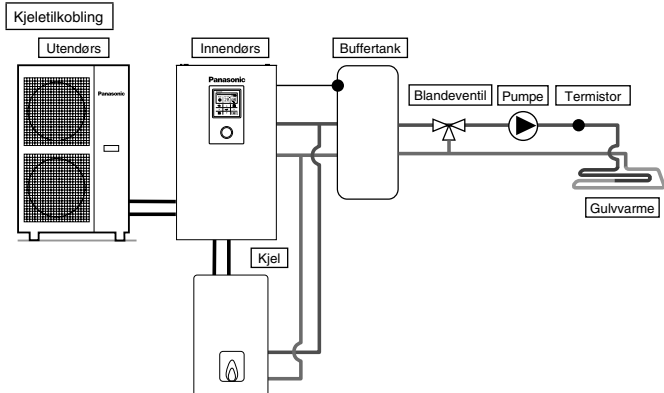 Kjeletilkobling
Utendørs
Innendørs
Buffertank
Blandeventil
Pumpe
Termistor
Panasonic
Panasonic
Gulvvarme
Kjel